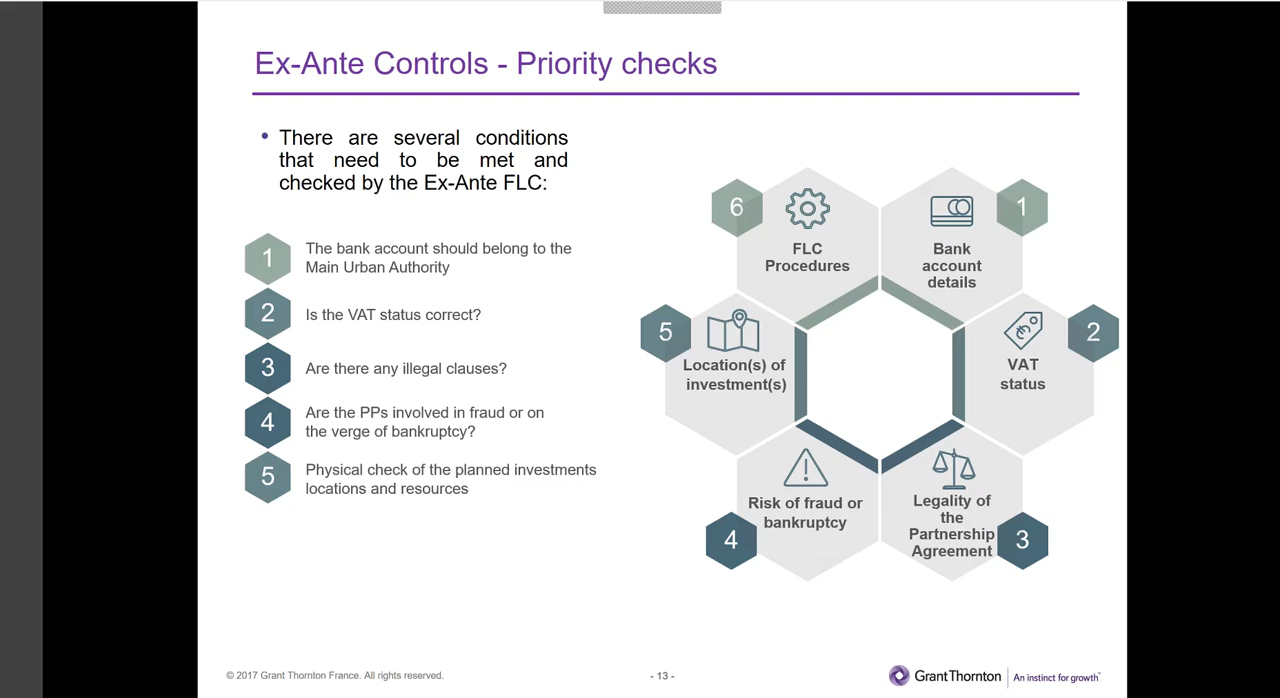 Ex-Ante Controls - Priority checks
• There are several conditions
that need to be met and
checked by the Ex-Ante FLC:
1
The bank account should belong to the
Main Urban Authority
2
Is the VAT status correct?
3
Are there any illegal clauses?
4
Are the PPs involved in fraud or on
the verge of bankruptcy?
5
Physical check of the planned investments
locations and resources
6
FLC
Procedures
1
Bank
account
details
5
Location(s) of
investment(s)
2
VAT
status
4
Risk of fraud or
bankruptcy
3
Legality of
the
Partnership
Agreement
© 2017 Grant Thornton France. All rights reserved.
- 13 -
GrantThornton
An instinct for growth™